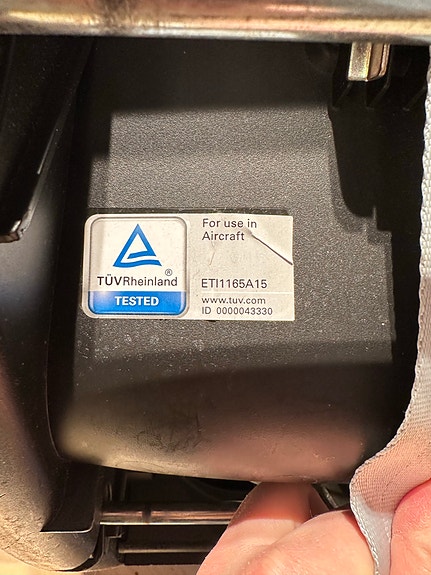 For use in
Aircraft
TÜVRheinland®
TESTED
ETI1165A15
www.tuv.com
ID 0000043330